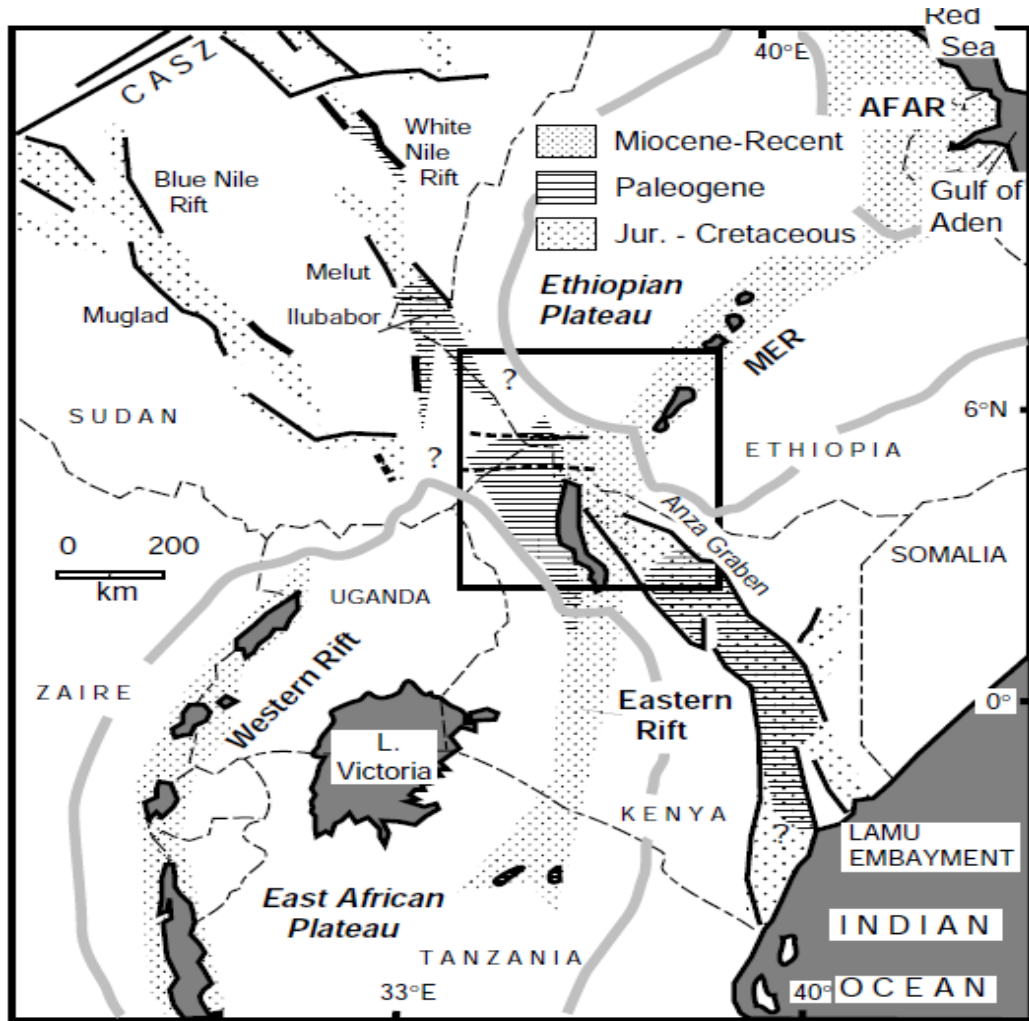 Red
Sea
40°E
CASZ
AFAR
White
Nile
Rift
Miocene-Recent
Blue Nile
Rift
Paleogene
Gulf of
Aden
Jur. - Cretaceous
Melut
Ethiopian
Plateau
Ilubabor
Muglad
MER
?
SUDAN
6°N
?
ETHIOPIA
Anza Graben
0 200
km
SOMALIA
UGANDA
Western Rift
ZAIRE
Eastern
Rift
0°
L.
Victoria
KENYA
?
LAMU
EMBAYMENT
East African
Plateau
INDIAN
TANZANIA
33°E
40°
OCEAN